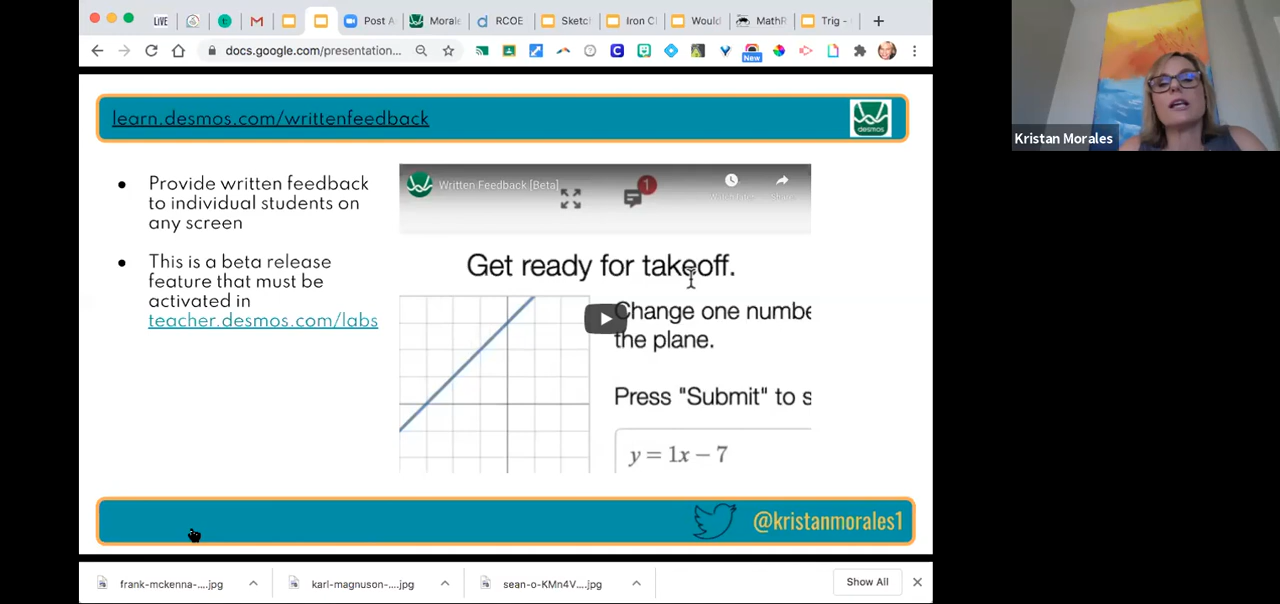 LIVE
Post A
Morale
RCOE
Sketc
Iron C
Would
MathR
Trig -
docs.google.com/presentation...
New
learn.desmos.com/writtenfeedback
desmos
• Provide written feedback
to individual students on
any screen
• This is a beta release
feature that must be
activated in
teacher.desmos.com/labs
Written Feedback [Beta]
1
Get ready for takeoff.
Change one numbe
the plane.
Press "Submit" to s
y = 1x − 7
@kristanmorales1
frank-mckenna-....jpg
karl-magnuson-....jpg
sean-o-KMn4V....jpg
Show All
Kristan Morales